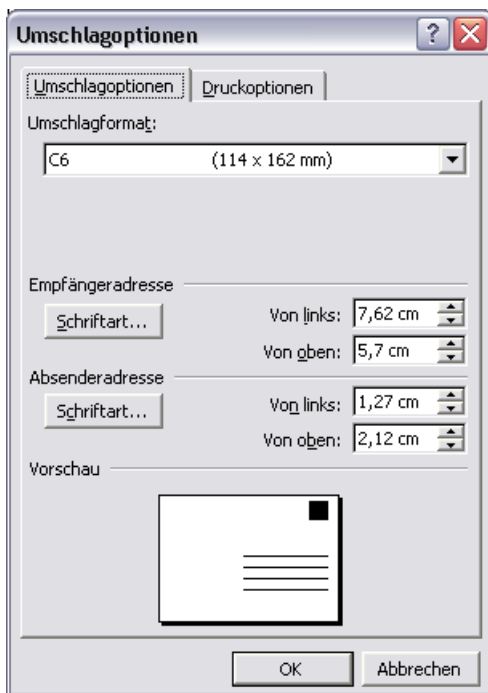 Umschlagoptionen
Umschlagoptionen Druckoptionen
Umschlagformat:
C6 (114 x 162 mm)
Empfängeradresse
Schriftart... Von links: 7,62 cm
Von oben: 5,7 cm
Absenderadresse
Schriftart... Von links: 1,27 cm
Von oben: 2,12 cm
Vorschau
OK Abbrechen